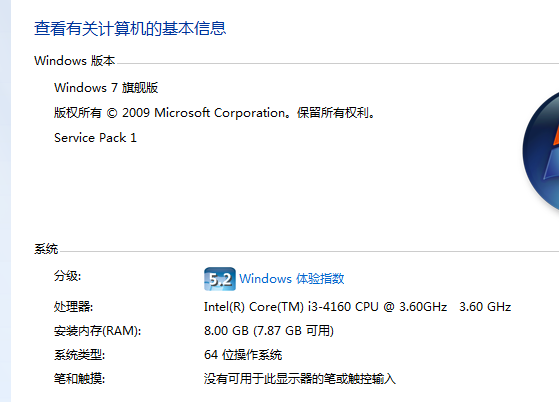 查看有关计算机的基本信息
Windows 版本
Windows 7 旗舰版
版权所有 © 2009 Microsoft Corporation。保留所有权利。
Service Pack 1
系统
分级: 5.2 Windows 体验指数
处理器: Intel(R) Core(TM) i3-4160 CPU @ 3.60GHz 3.60 GHz
安装内存(RAM): 8.00 GB (7.87 GB 可用)
系统类型: 64 位操作系统
笔和触摸: 没有可用于此显示器的笔或触控输入